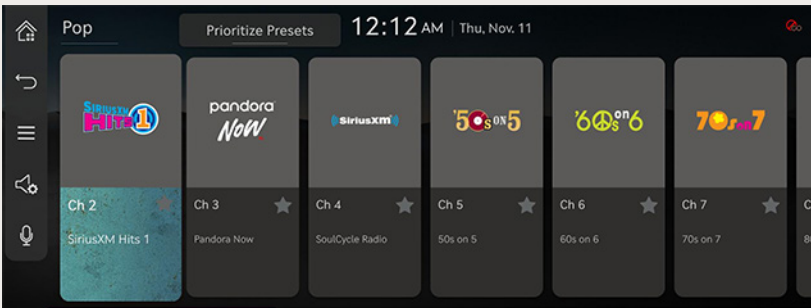 Pop
Prioritize Presets
12:12 AM
Thu, Nov. 11
SIRIUSXM
HITS 1
pandora
NOW
SiriusXM
'50s ON 5
'60s on 6
70s on 7
Ch 2
Ch 3
Ch 4
Ch 5
Ch 6
Ch 7
C
SiriusXM Hits 1
Pandora Now
SoulCycle Radio
50s on 5
60s on 6
70s on 7
8